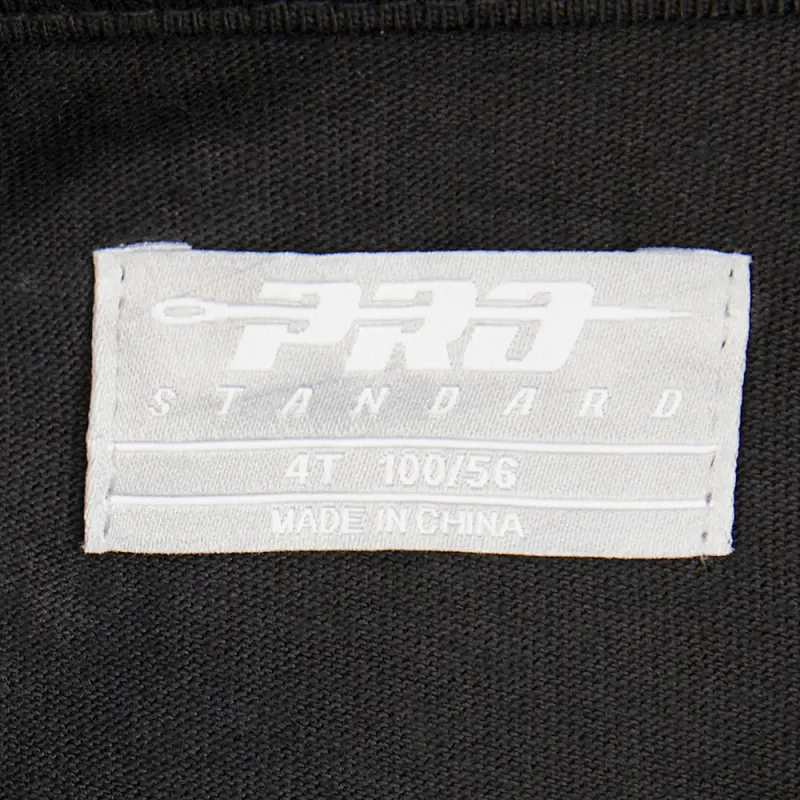 PRO
STANDARD
4T 100/56
MADE IN CHINA